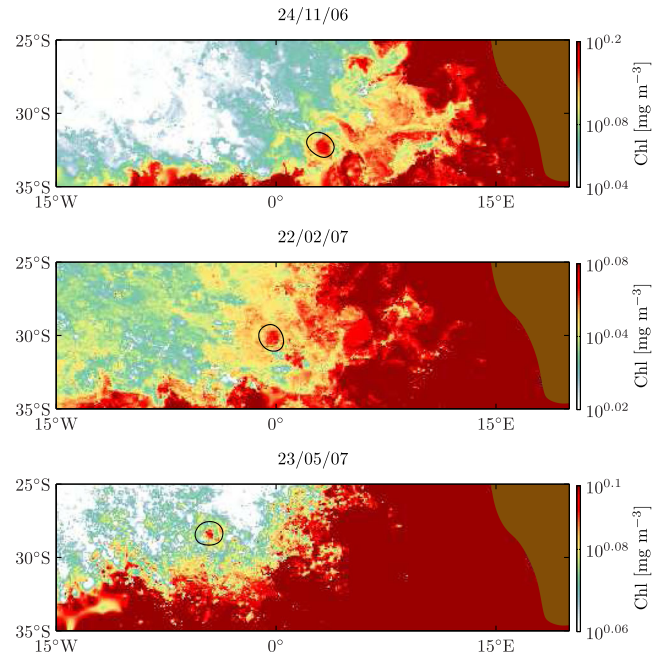 24/11/06
25°S
30°S
35°S
15°W 0° 15°E
10^0.2
10^0.08
10^0.04
Chl [mg m^−3]
22/02/07
25°S
30°S
35°S
15°W 0° 15°E
10^0.08
10^0.04
10^0.02
Chl [mg m^−3]
23/05/07
25°S
30°S
35°S
15°W 0° 15°E
10^0.1
10^0.08
10^0.06
Chl [mg m^−3]